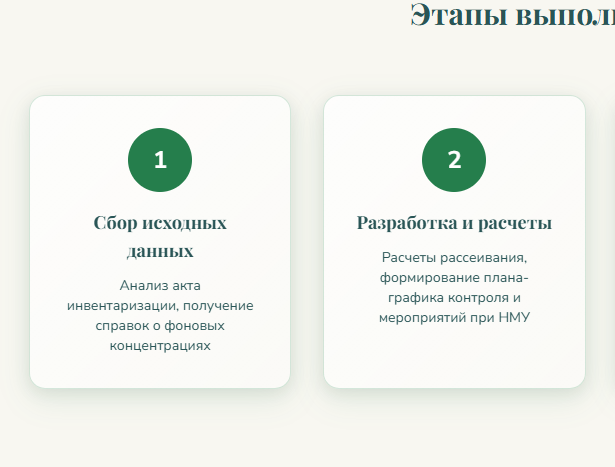 Этапы выпол
1
Сбор исходных
данных
Анализ акта
инвентаризации, получение
справок о фоновых
концентрациях
2
Разработка и расчеты
Расчеты рассеивания,
формирование плана-
графика контроля и
мероприятий при НМУ